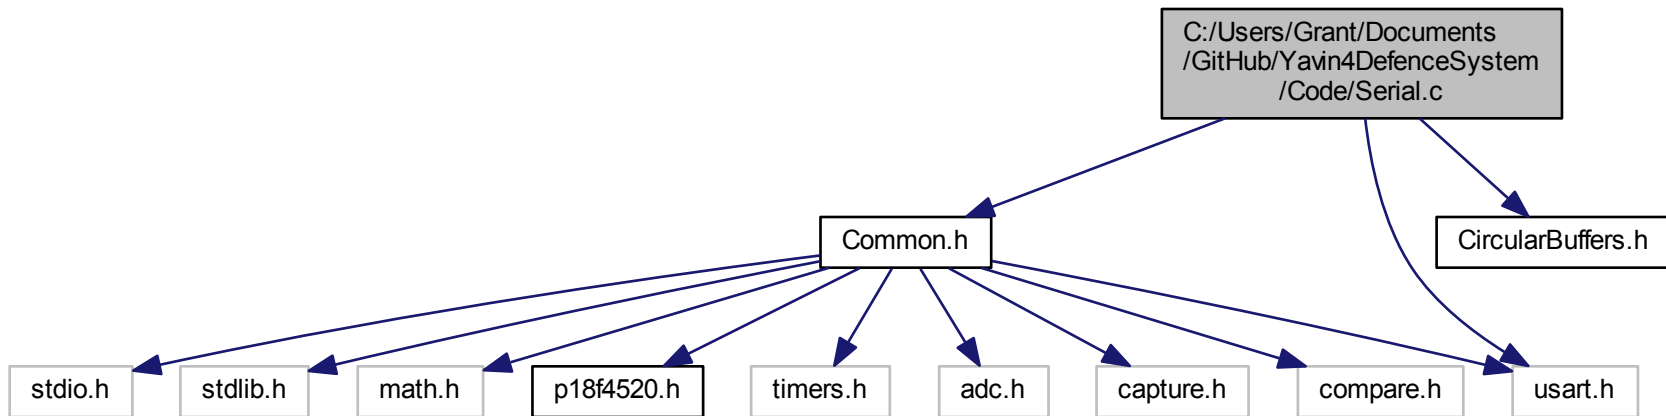 C:/Users/Grant/Documents
/GitHub/Yavin4DefenceSystem
/Code/Serial.c
Common.h
CircularBuffers.h
stdio.h
stdlib.h
math.h
p18f4520.h
timers.h
adc.h
capture.h
compare.h
usart.h